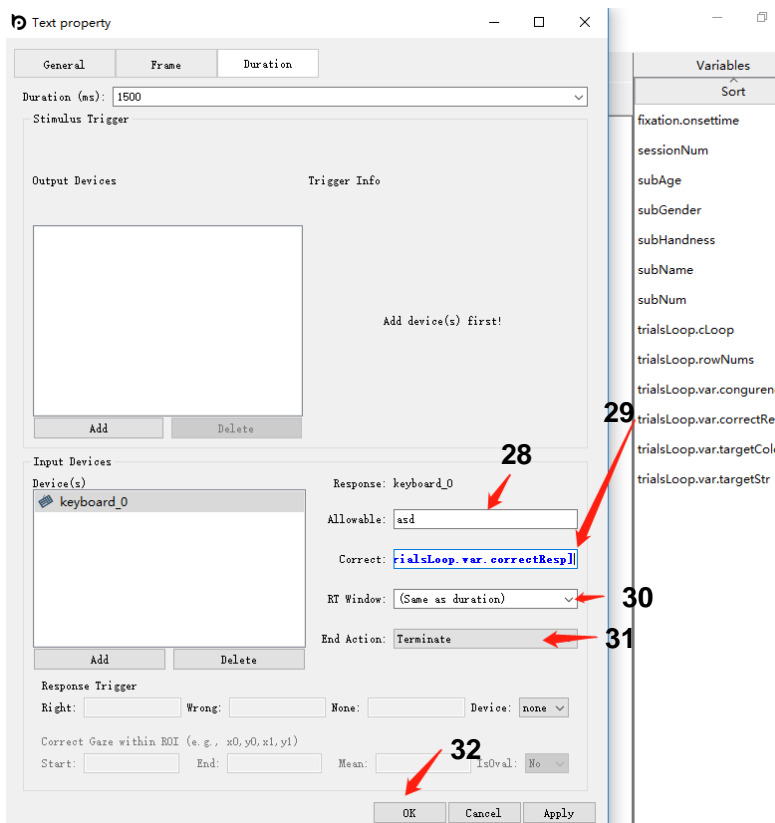 Text property
General Frame Duration
Variables
Duration (ms): 1500
Sort
Stimulus Trigger
fixation.onsettime
sessionNum
Output Devices Trigger Info
subAge
subGender
subHandness
subName
subNum
Add device(s) first!
trialsLoop.cLoop
trialsLoop.rowNums
trialsLoop.var.conguren
29
trialsLoop.var.correctRe
Add Delete
trialsLoop.var.targetCol
28
Input Devices
trialsLoop.var.targetStr
Device(s) Response: keyboard_0
keyboard_0
Allowable: asd
Correct: rialsLoop.var.correctResp]
RT Window: (Same as duration) 30
End Action: Terminate 31
Add Delete
Response Trigger
Right: Wrong: None: Device: none
Correct Gaze within ROI (e.g., x0,y0,x1,y1)
32
Start: End: Mean: IsOval: No
OK Cancel Apply